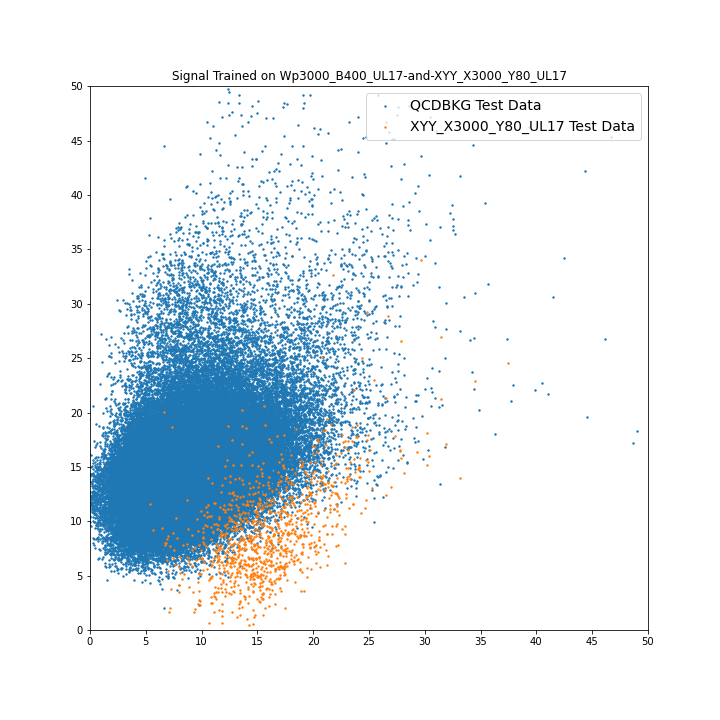 Signal Trained on Wp3000_B400_UL17-and-XYY_X3000_Y80_UL17
QCDBKG Test Data
XYY_X3000_Y80_UL17 Test Data
50
45
40
35
30
25
20
15
10
5
0
0 5 10 15 20 25 30 35 40 45 50